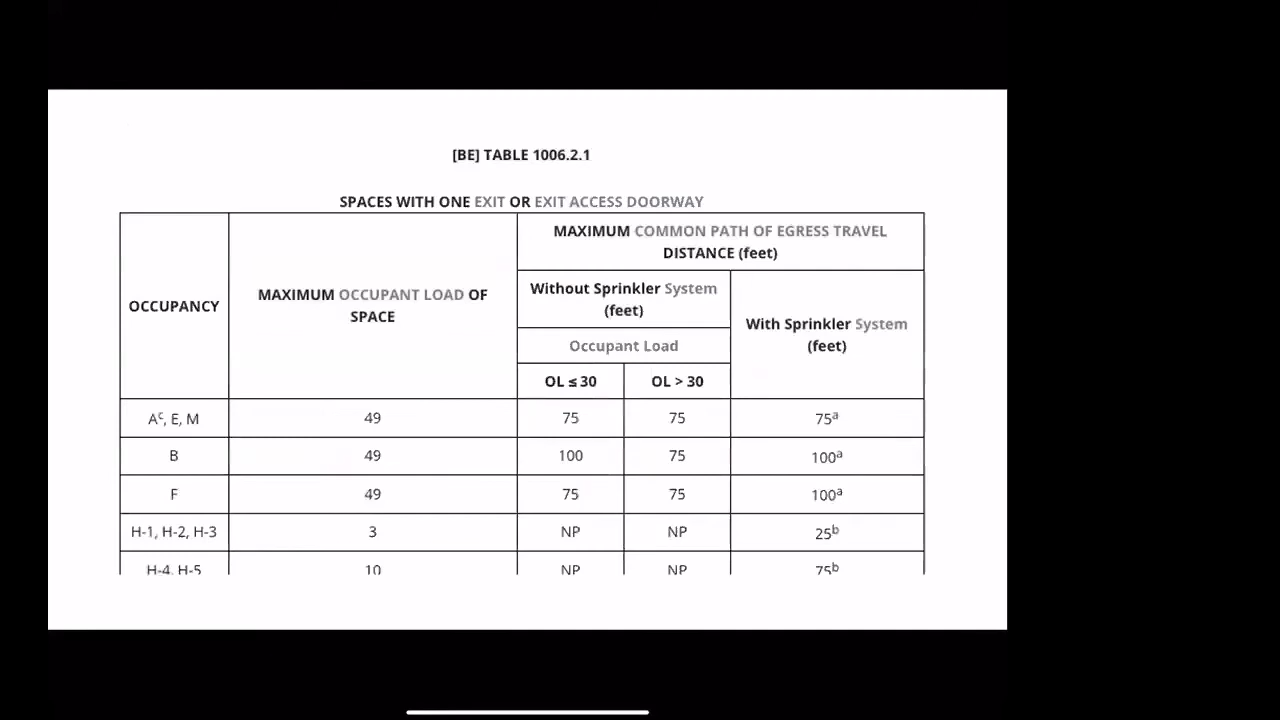 [BE] TABLE 1006.2.1
SPACES WITH ONE EXIT OR EXIT ACCESS DOORWAY
OCCUPANCY
MAXIMUM OCCUPANT LOAD OF
SPACE
MAXIMUM COMMON PATH OF EGRESS TRAVEL
DISTANCE (feet)
Without Sprinkler System
(feet)
With Sprinkler System
(feet)
Occupant Load
OL ≤ 30 OL > 30
Aᶜ, E, M 49 75 75 75ᵃ
B 49 100 75 100ᵃ
F 49 75 75 100ᵃ
H-1, H-2, H-3 3 NP NP 25ᵇ
H-4, H-5 10 NP NP 75ᵇ